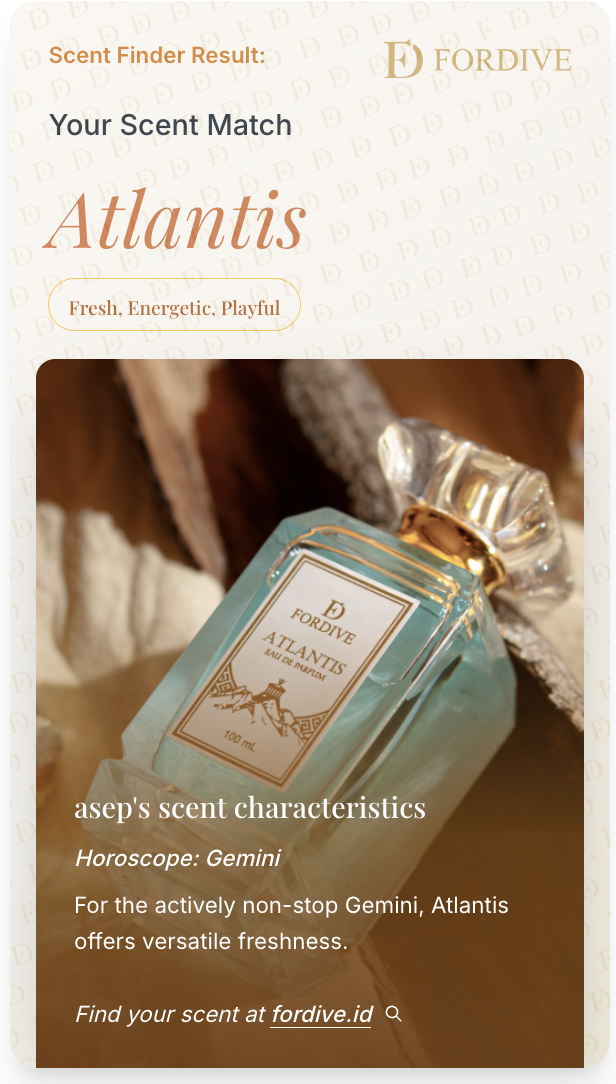 Scent Finder Result:
FD FORDIVE
Your Scent Match
Atlantis
Fresh, Energetic, Playful
FD
FORDIVE
ATLANTIS
EAU DE PARFUM
100 mL
asep's scent characteristics
Horoscope: Gemini
For the actively non-stop Gemini, Atlantis
offers versatile freshness.
Find your scent at fordive.id